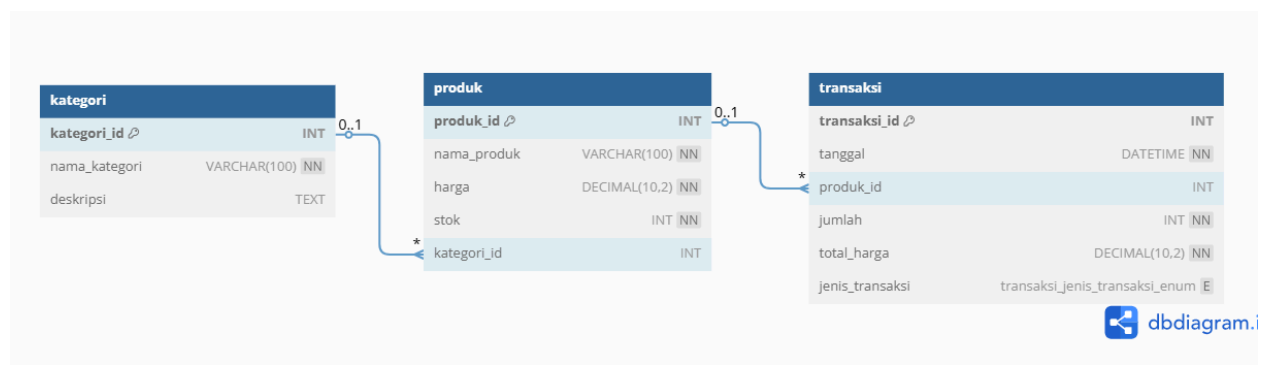 kategori
kategori_id INT
nama_kategori VARCHAR(100) NN
deskripsi TEXT
0..1
*
produk
produk_id INT
nama_produk VARCHAR(100) NN
harga DECIMAL(10,2) NN
stok INT NN
kategori_id INT
0..1
*
transaksi
transaksi_id INT
tanggal DATETIME NN
produk_id INT
jumlah INT NN
total_harga DECIMAL(10,2) NN
jenis_transaksi transaksi_jenis_transaksi_enum E
dbdiagram.i